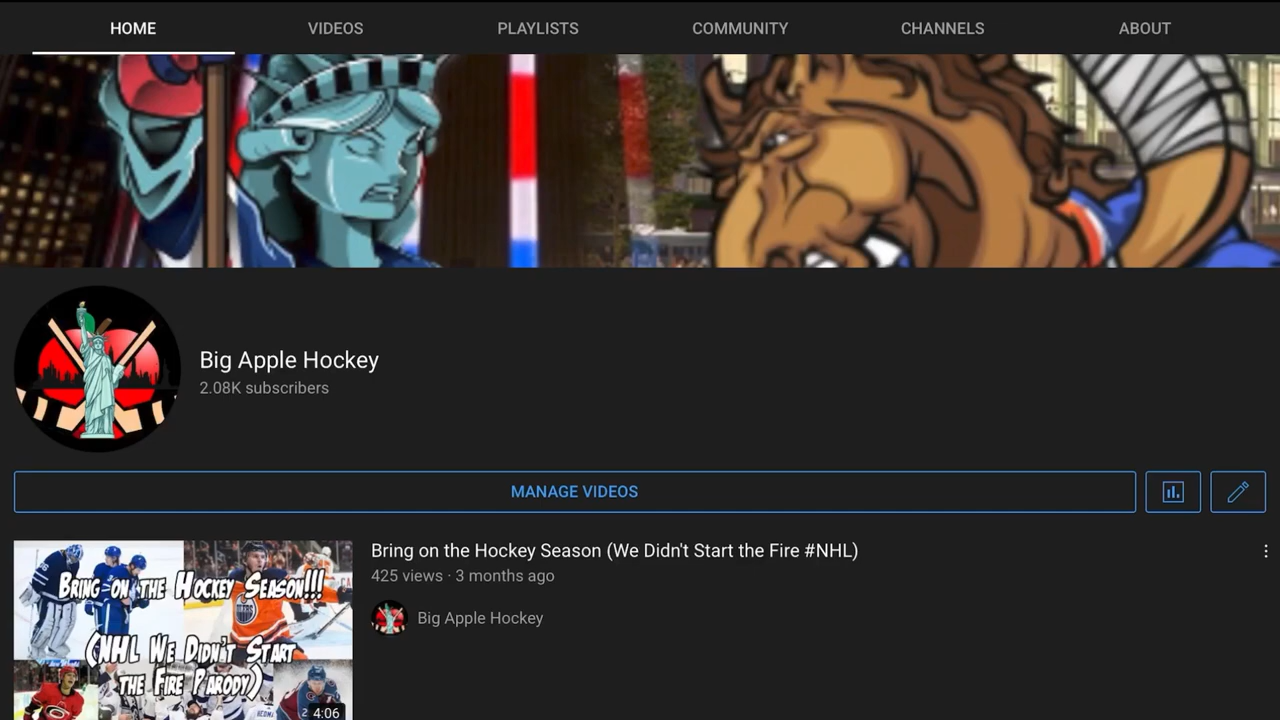 HOME
VIDEOS
PLAYLISTS
COMMUNITY
CHANNELS
ABOUT
Big Apple Hockey
2.08K subscribers
MANAGE VIDEOS
Bring on the Hockey Season (We Didn't Start the Fire #NHL)
425 views · 3 months ago
Big Apple Hockey
BRING ON THE HOCKEY SEASON!!!
(NHL WE DIDN'T START
THE FIRE PARODY)
4:06